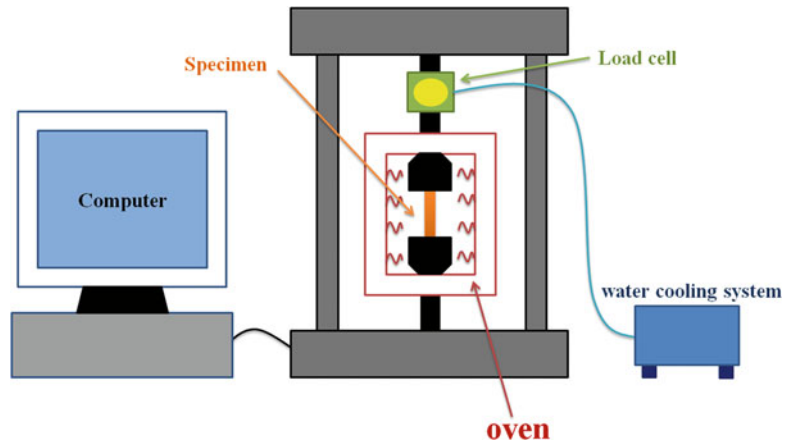 Specimen
Load cell
Computer
water cooling system
oven